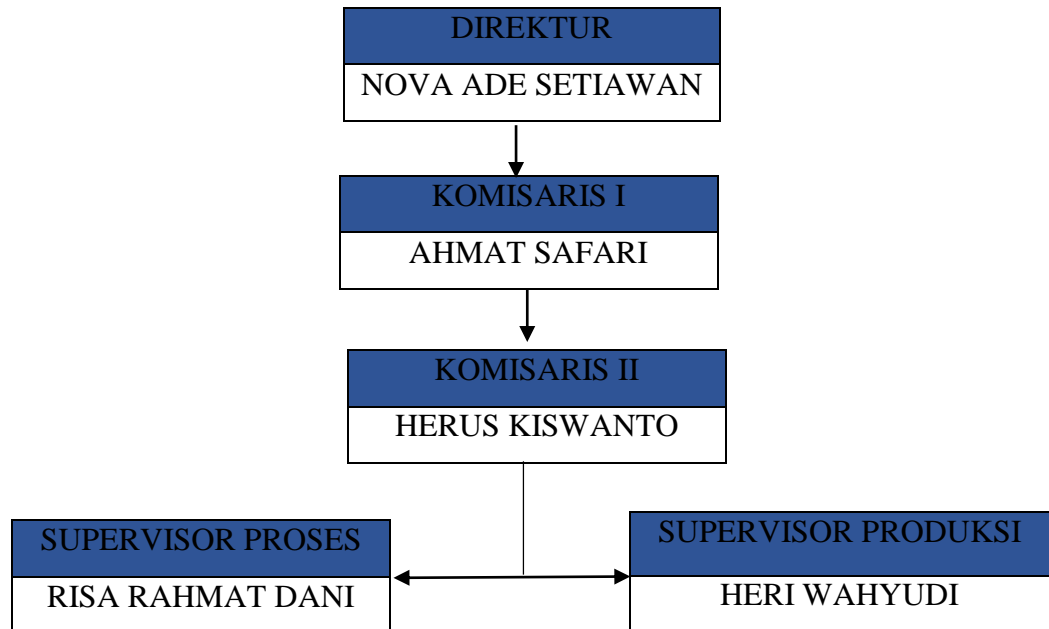 DIREKTUR
NOVA ADE SETIAWAN
KOMISARIS I
AHMAT SAFARI
KOMISARIS II
HERUS KISWANTO
SUPERVISOR PROSES
RISA RAHMAT DANI
SUPERVISOR PRODUKSI
HERI WAHYUDI